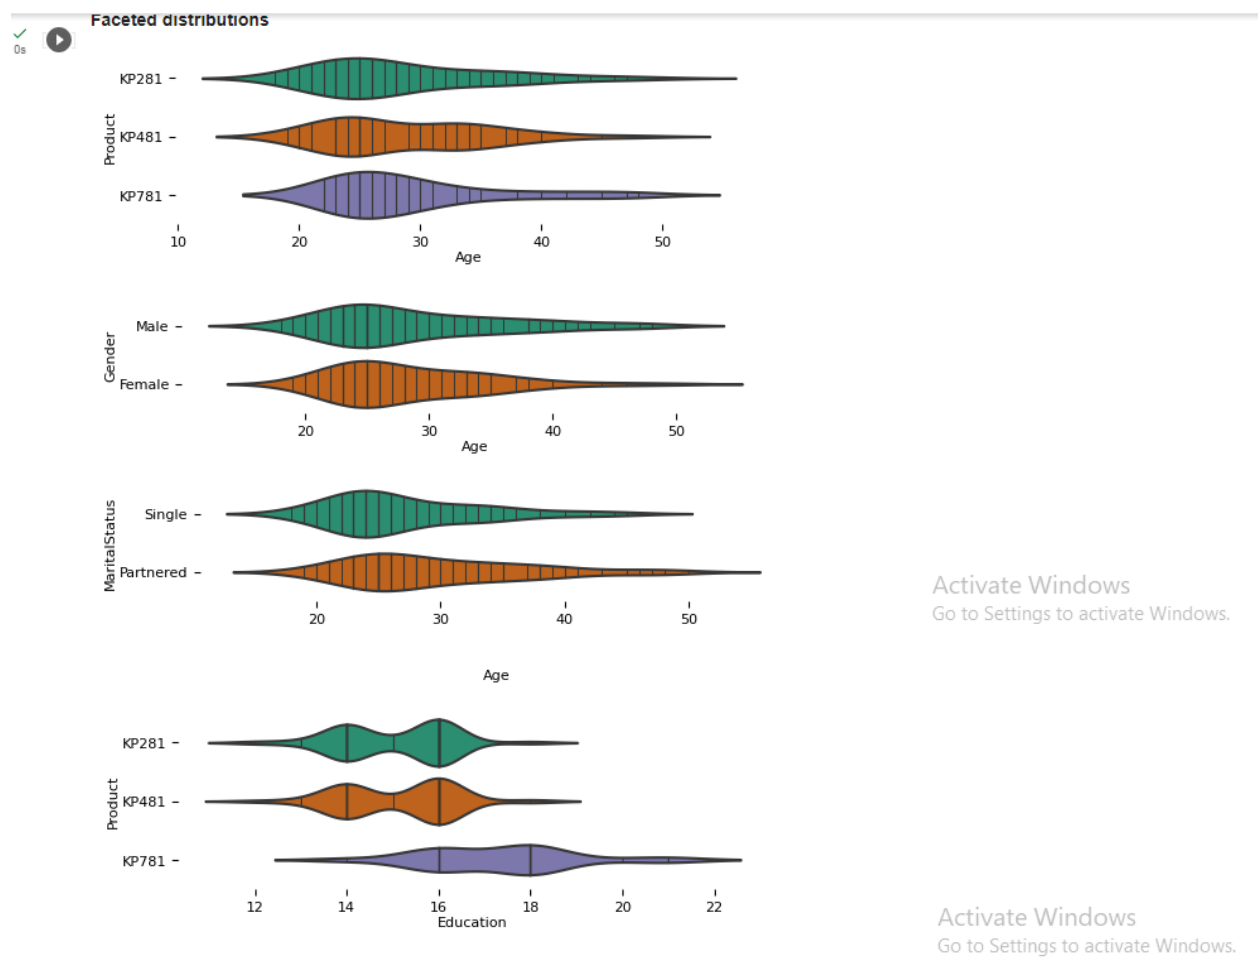 Faceted distributions
0s
KP281
KP481
KP781
Product
10 20 30 40 50
Age
Male
Female
Gender
20 30 40 50
Age
Single
Partnered
MaritalStatus
20 30 40 50
Age
Activate Windows
Go to Settings to activate Windows.
KP281
KP481
KP781
Product
12 14 16 18 20 22
Education
Activate Windows
Go to Settings to activate Windows.